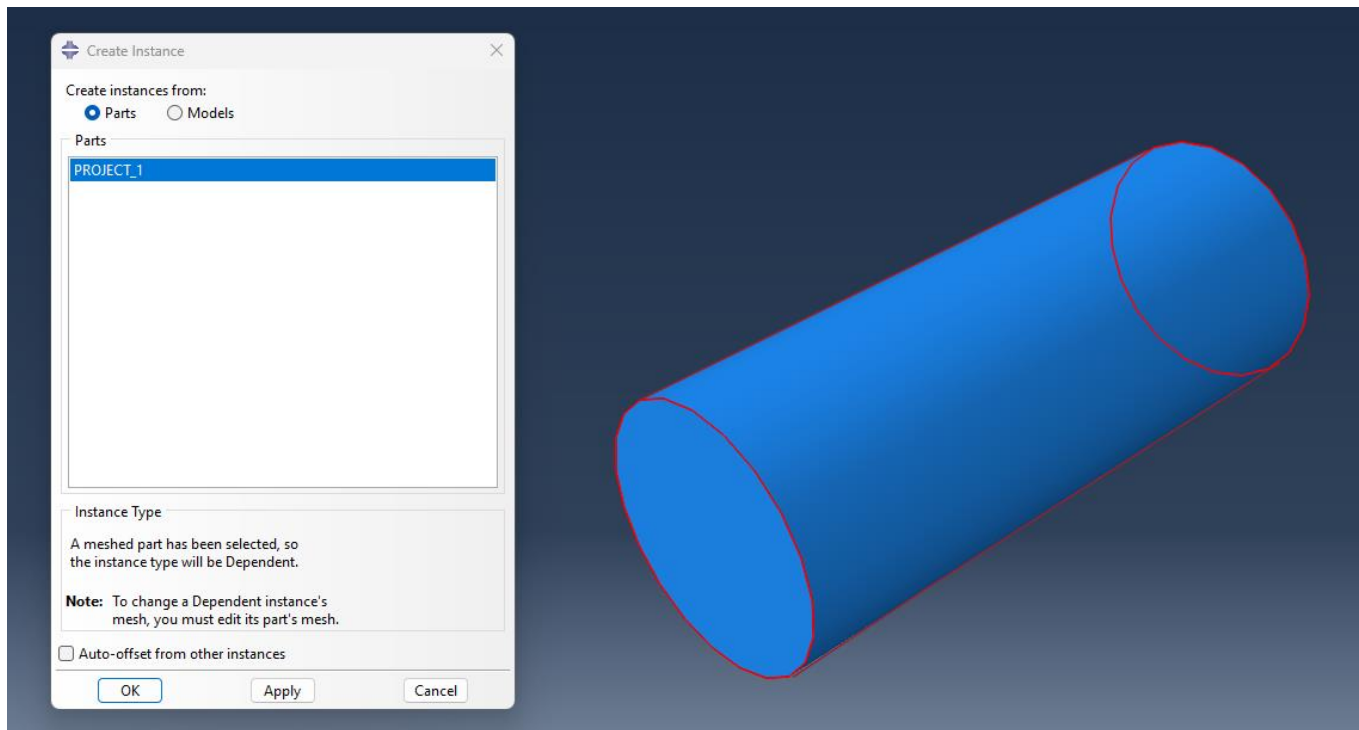 Create Instance
Create instances from:
Parts Models
Parts
PROJECT_1
Instance Type
A meshed part has been selected, so
the instance type will be Dependent.
Note: To change a Dependent instance's
mesh, you must edit its part's mesh.
Auto-offset from other instances
OK Apply Cancel